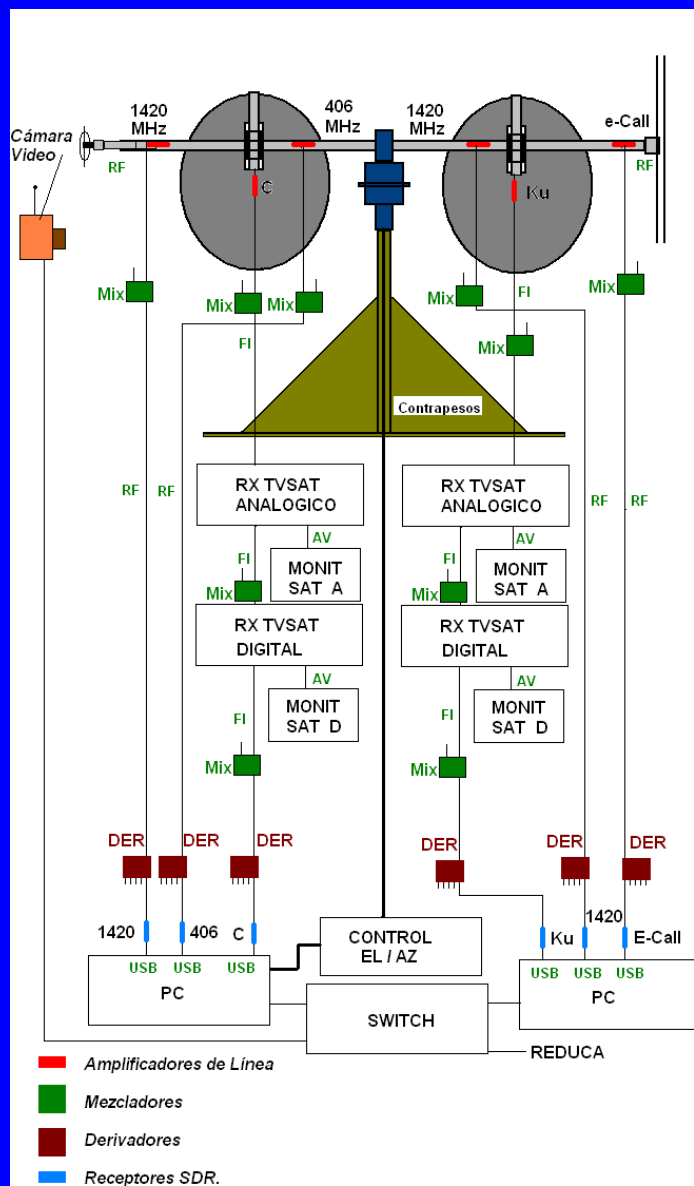 1420
MHz
406
MHz
1420
MHz
e-Call
Cámara
Video
RF
RF
C
Ku
Mix
Mix
Mix
FI
Mix
FI
Mix
Mix
Contrapesos
RX TVSAT
ANALOGICO
RX TVSAT
ANALOGICO
RF
RF
RF
RF
AV
AV
FI
MONIT
SAT A
FI
MONIT
SAT A
Mix
Mix
RX TVSAT
DIGITAL
RX TVSAT
DIGITAL
AV
AV
FI
MONIT
SAT D
FI
MONIT
SAT D
Mix
Mix
DER
DER
DER
DER
DER
DER
1420
406
C
CONTROL
EL / AZ
Ku
1420
E-Call
USB
USB
USB
USB
USB
USB
PC
PC
SWITCH
REDUCA
Amplificadores de Línea
Mezcladores
Derivadores
Receptores SDR.